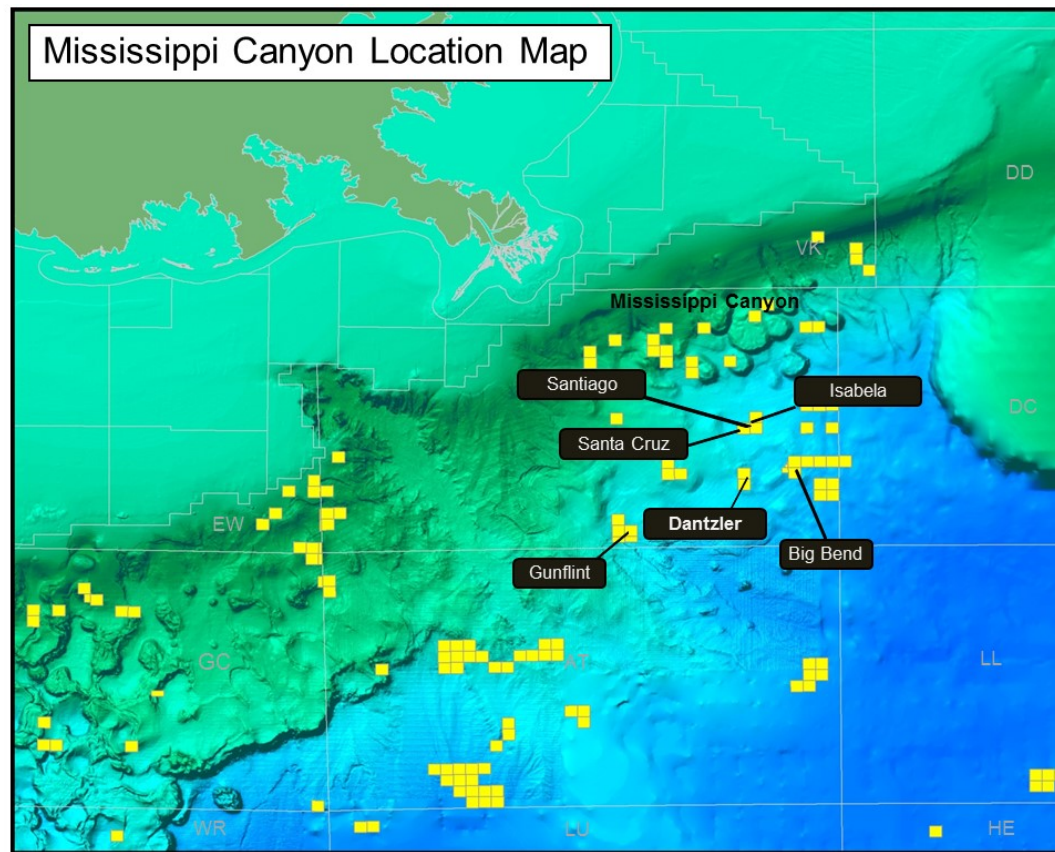 Mississippi Canyon Location Map
DD
VK
Mississippi Canyon
Santiago
Isabela
DC
Santa Cruz
EW
Dantzler
Big Bend
Gunflint
GC
AT
LL
WR
LU
HE